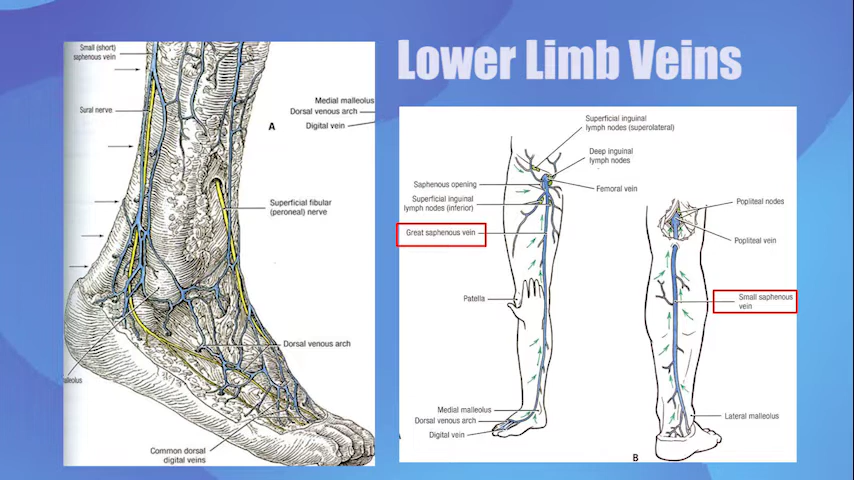 Lower Limb Veins
Small (short)
saphenous vein
Sural nerve
Medial malleolus
Dorsal venous arch
Digital vein
A
Superficial fibular
(peroneal) nerve
Dorsal venous arch
Common dorsal
digital veins
Superficial inguinal
lymph nodes (superolateral)
Deep inguinal
lymph nodes
Saphenous opening
Femoral vein
Superficial inguinal
lymph nodes (inferior)
Great saphenous vein
Patella
Medial malleolus
Dorsal venous arch
Digital vein
Popliteal nodes
Popliteal vein
Small saphenous
vein
Lateral malleolus
B